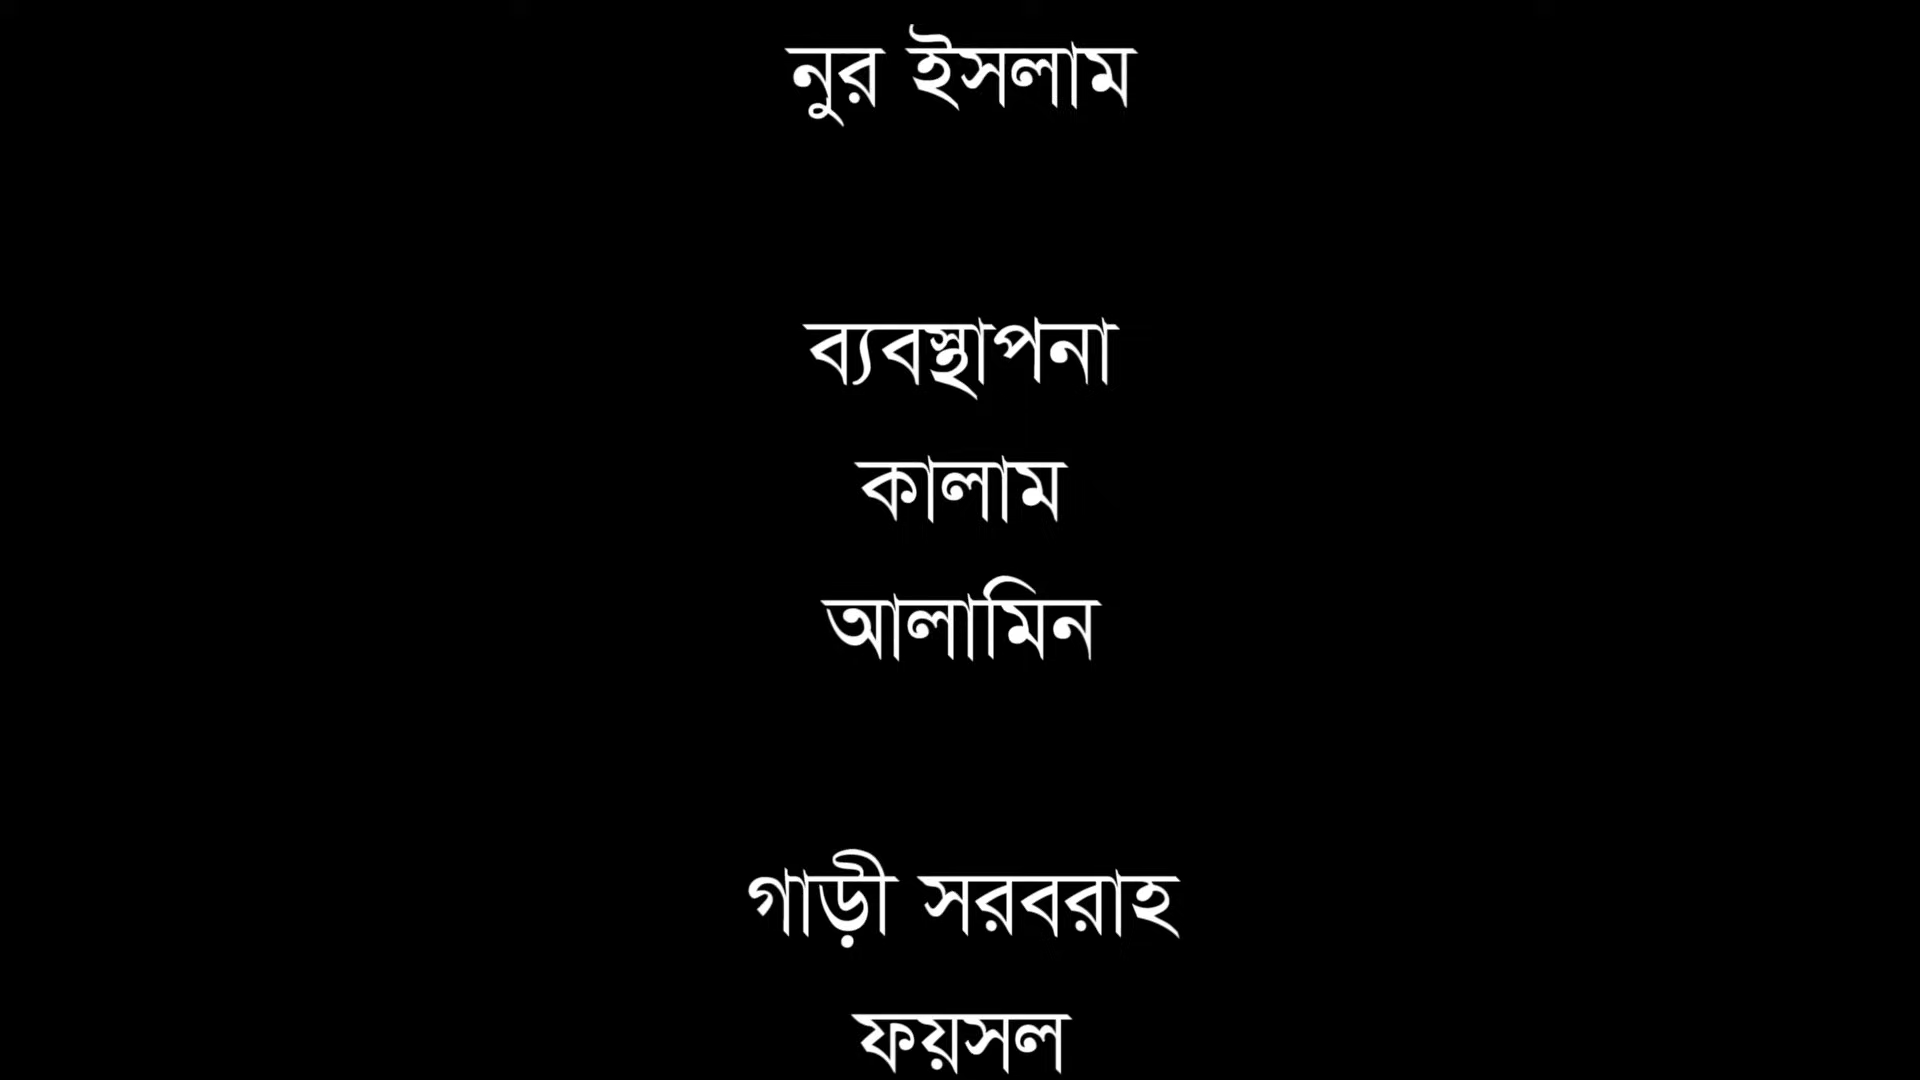 নুর ইসলাম
ব্যবস্থাপনা
কালাম
আলামিন
গাড়ী সরবরাহ
ফয়সল